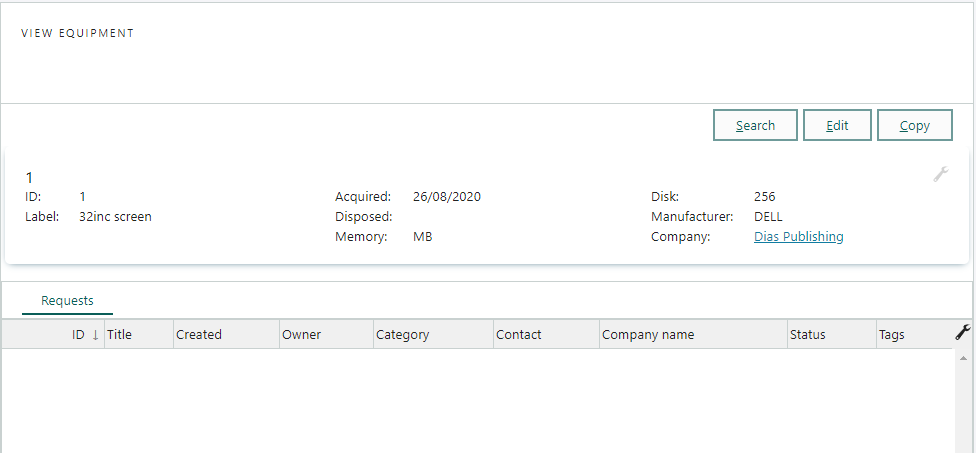 VIEW EQUIPMENT
Search Edit Copy
1
ID: 1 Acquired: 26/08/2020 Disk: 256
Label: 32inc screen Disposed: Manufacturer: DELL
Memory: MB Company: Dias Publishing
Requests
ID ↓ Title Created Owner Category Contact Company name Status Tags